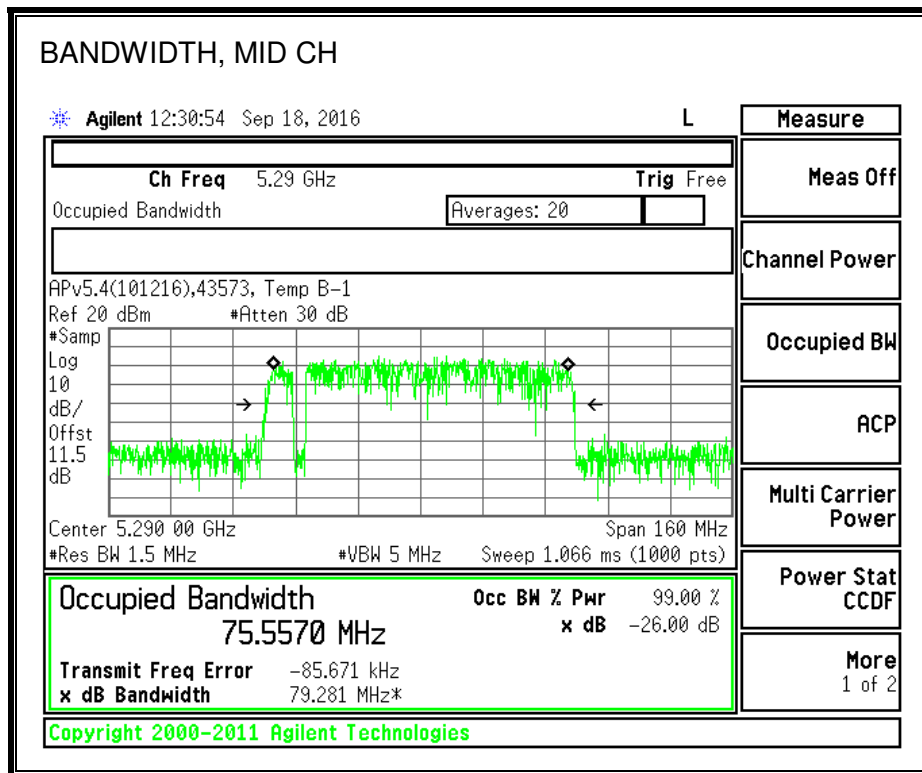 BANDWIDTH, MID CH
Agilent 12:30:54 Sep 18, 2016 L
Measure
Ch Freq 5.29 GHz Trig Free
Meas Off
Occupied Bandwidth Averages: 20
Channel Power
APv5.4(101216),43573, Temp B-1
Ref 20 dBm #Atten 30 dB
#Samp
Log
10
dB/
Offst
11.5
dB
Occupied BW
ACP
Multi Carrier
Power
Center 5.290 00 GHz Span 160 MHz
#Res BW 1.5 MHz #VBW 5 MHz Sweep 1.066 ms (1000 pts)
Power Stat
CCDF
Occupied Bandwidth Occ BW % Pwr 99.00 %
75.5570 MHz x dB -26.00 dB
Transmit Freq Error -85.671 kHz
x dB Bandwidth 79.281 MHz*
More
1 of 2
Copyright 2000-2011 Agilent Technologies